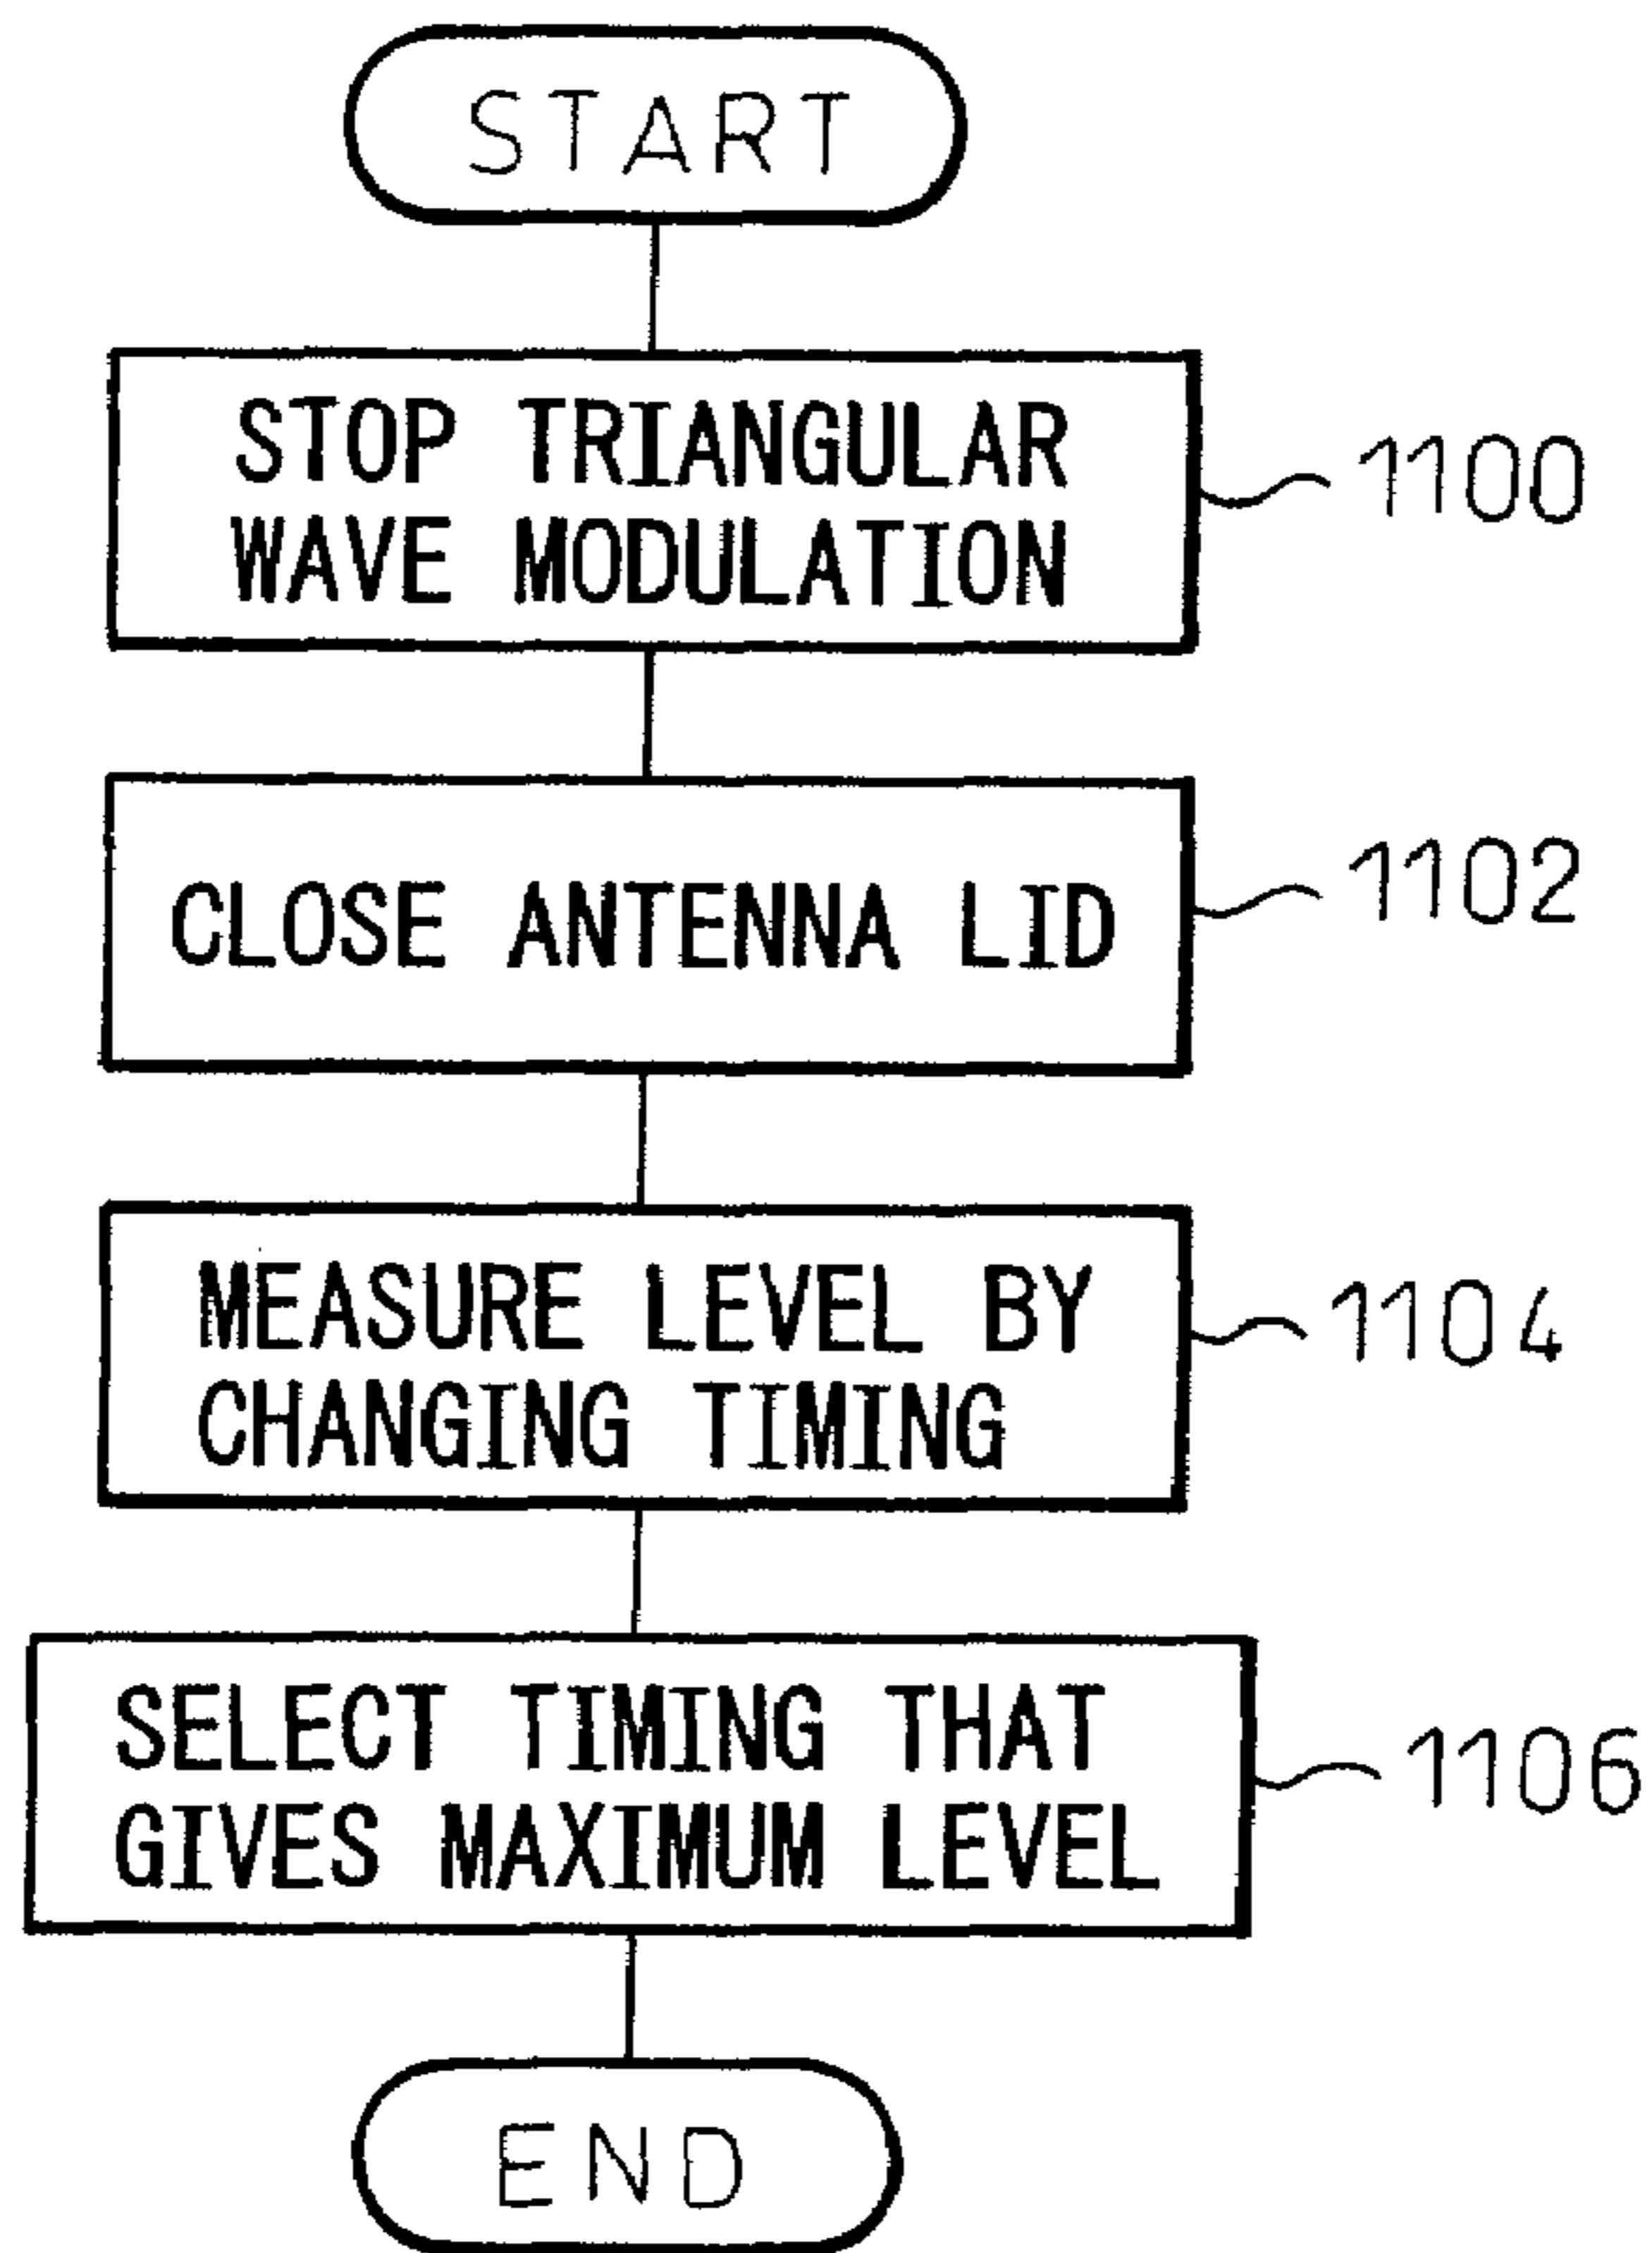 START
STOP TRIANGULAR
WAVE MODULATION
1100
CLOSE ANTENNA LID
1102
MEASURE LEVEL BY
CHANGING TIMING
1104
SELECT TIMING THAT
GIVES MAXIMUM LEVEL
1106
END